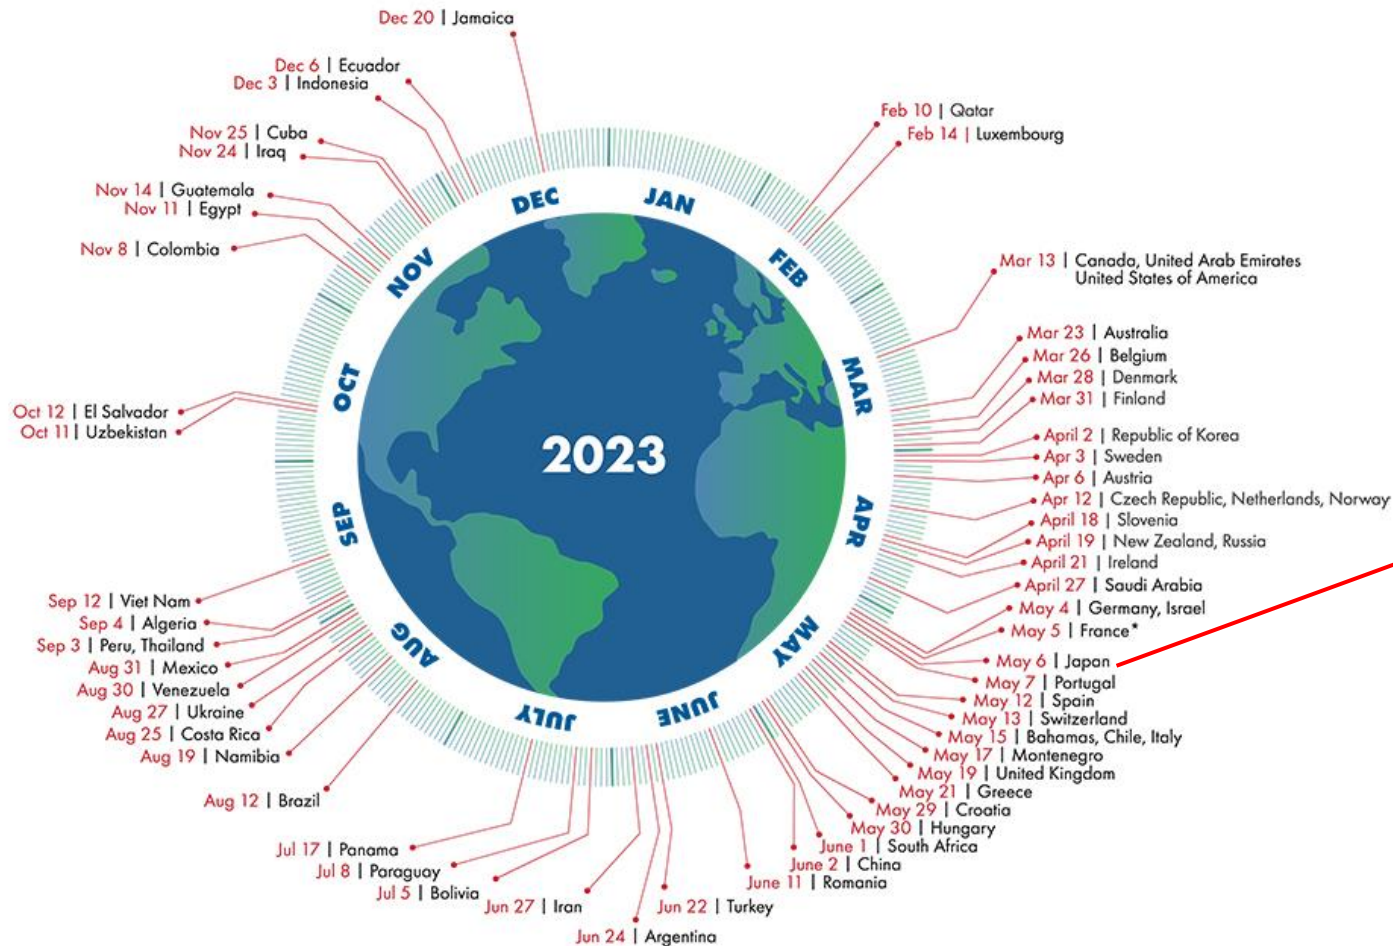 Dec 20 | Jamaica
Dec 6 | Ecuador
Dec 3 | Indonesia
Nov 25 | Cuba
Nov 24 | Iraq
Nov 14 | Guatemala
Nov 11 | Egypt
Nov 8 | Colombia
Oct 12 | El Salvador
Oct 11 | Uzbekistan
Sep 12 | Viet Nam
Sep 4 | Algeria
Sep 3 | Peru, Thailand
Aug 31 | Mexico
Aug 30 | Venezuela
Aug 27 | Ukraine
Aug 25 | Costa Rica
Aug 19 | Namibia
Aug 12 | Brazil
Jul 17 | Panama
Jul 8 | Paraguay
Jul 5 | Bolivia
Jun 27 | Iran
Jun 24 | Argentina
Jun 22 | Turkey
Feb 10 | Qatar
Feb 14 | Luxembourg
Mar 13 | Canada, United Arab Emirates
United States of America
Mar 23 | Australia
Mar 26 | Belgium
Mar 28 | Denmark
Mar 31 | Finland
April 2 | Republic of Korea
Apr 3 | Sweden
Apr 6 | Austria
Apr 12 | Czech Republic, Netherlands, Norway
April 18 | Slovenia
April 19 | New Zealand, Russia
April 21 | Ireland
April 27 | Saudi Arabia
May 4 | Germany, Israel
May 5 | France*
May 6 | Japan
May 7 | Portugal
May 12 | Spain
May 13 | Switzerland
May 15 | Bahamas, Chile, Italy
May 17 | Montenegro
May 19 | United Kingdom
May 21 | Greece
May 29 | Croatia
May 30 | Hungary
June 1 | South Africa
June 2 | China
June 11 | Romania
JAN
FEB
MAR
APR
MAY
JUNE
JULY
AUG
SEP
OCT
NOV
DEC
2023